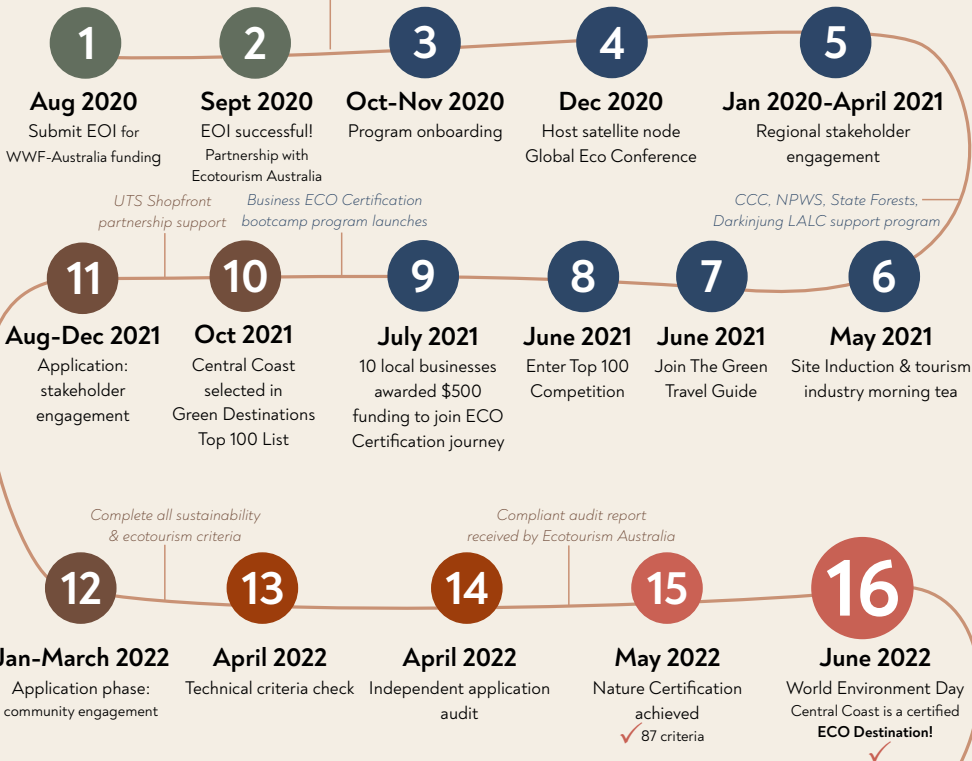 1
Aug 2020
Submit EOI for
WWF-Australia funding
2
Sept 2020
EOI successful!
Partnership with
Ecotourism Australia
3
Oct-Nov 2020
Program onboarding
4
Dec 2020
Host satellite node
Global Eco Conference
5
Jan 2020-April 2021
Regional stakeholder
engagement
CCC, NPWS, State Forests,
Darkinjung LALC support program
6
May 2021
Site Induction & tourism
industry morning tea
7
June 2021
Join The Green
Travel Guide
8
June 2021
Enter Top 100
Competition
9
July 2021
10 local businesses
awarded $500
funding to join ECO
Certification journey
Business ECO Certification
bootcamp program launches
10
Oct 2021
Central Coast
selected in
Green Destinations
Top 100 List
UTS Shopfront
partnership support
11
Aug-Dec 2021
Application:
stakeholder
engagement
12
Jan-March 2022
Application phase:
community engagement
Complete all sustainability
& ecotourism criteria
13
April 2022
Technical criteria check
14
April 2022
Independent application
audit
Compliant audit report
received by Ecotourism Australia
15
May 2022
Nature Certification
achieved
87 criteria
16
June 2022
World Environment Day
Central Coast is a certified
ECO Destination!